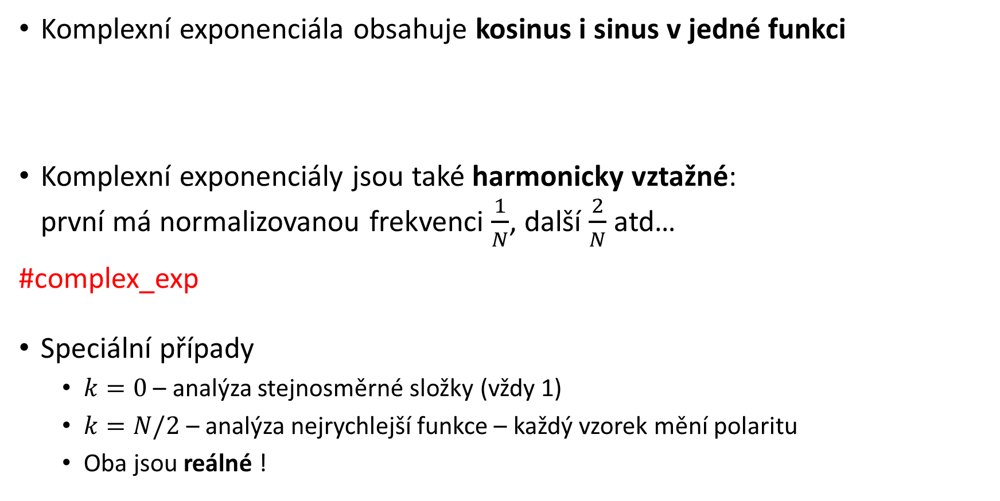 • Komplexní exponenciála obsahuje kosinus i sinus v jedné funkci
• Komplexní exponenciály jsou také harmonicky vztažné:
první má normalizovanou frekvenci 1/N, další 2/N atd…
#complex_exp
• Speciální případy
• k = 0 – analýza stejnosměrné složky (vždy 1)
• k = N/2 – analýza nejrychlejší funkce – každý vzorek mění polaritu
• Oba jsou reálné !